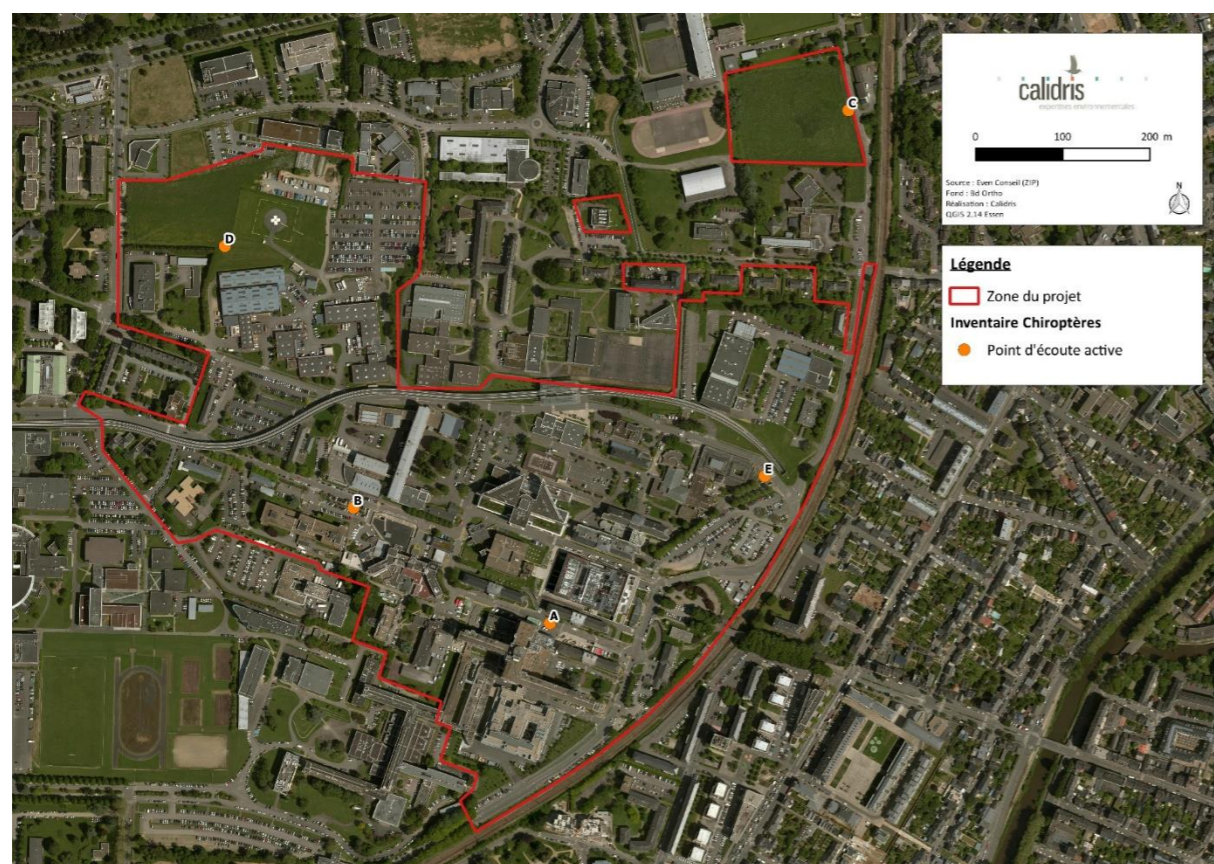 calidris
expertises environnementales
0 100 200 m
Source : Even Conseil (ZIP)
Fond : Bd Ortho
Réalisation : Calidris
QGIS 2.14 Essen
N
Légende
Zone du projet
Inventaire Chiroptères
Point d'écoute active
C
D
E
B
A